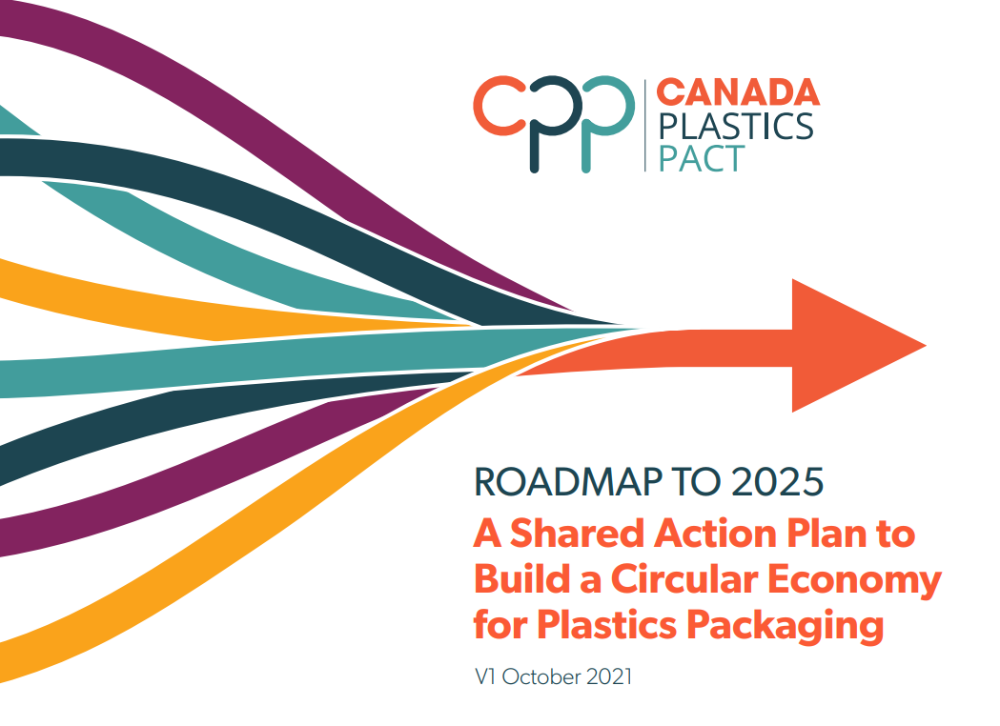 cpp
CANADA
PLASTICS
PACT
ROADMAP TO 2025
A Shared Action Plan to
Build a Circular Economy
for Plastics Packaging
V1 October 2021